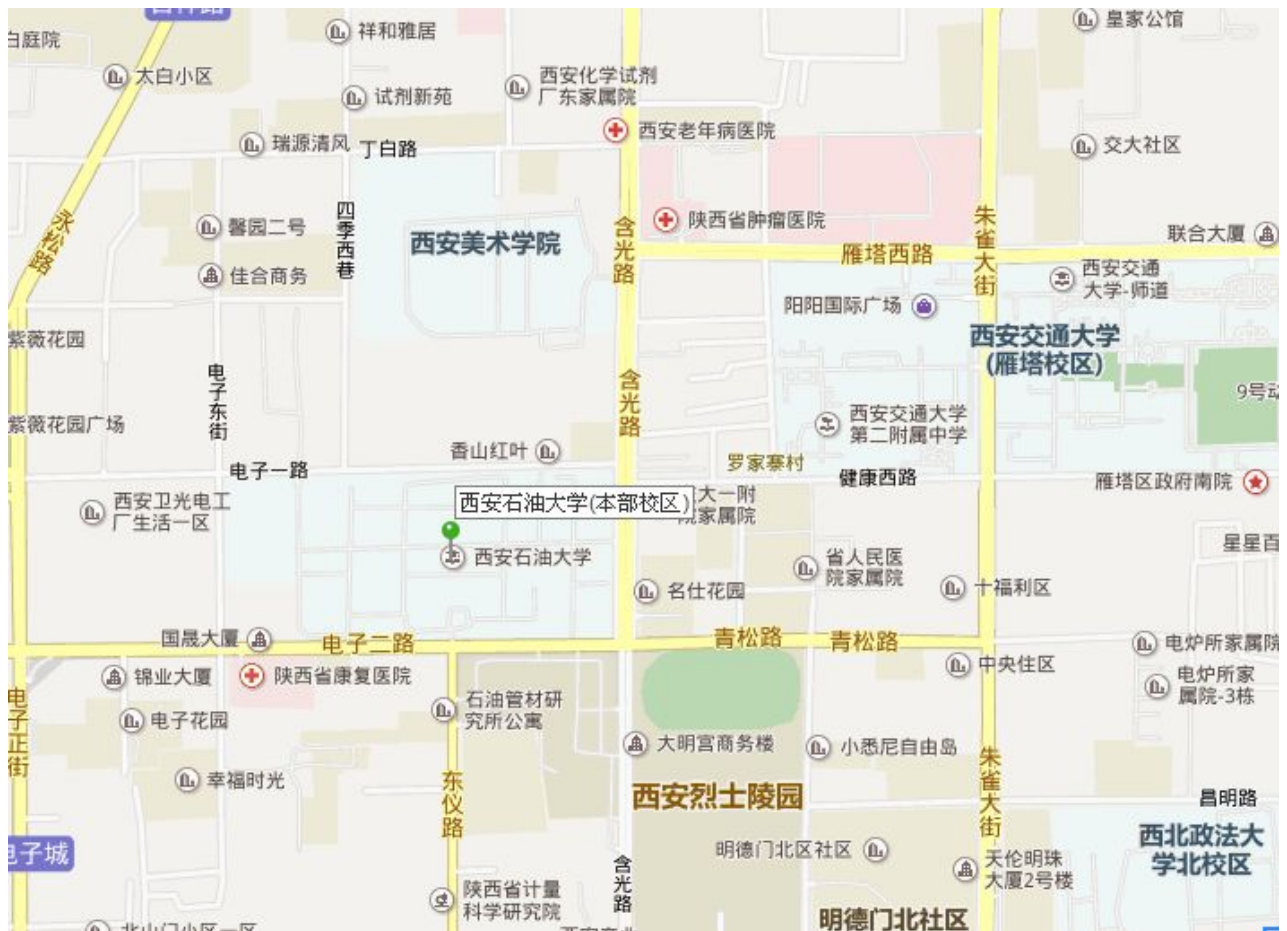 白庭院
祥和雅居
皇家公馆
太白小区
西安化学试剂
厂东家属院
试剂新苑
西安老年病医院
瑞源清风
丁白路
交大社区
永松路
馨园二号
四季西巷
西安美术学院
含光路
陕西省肿瘤医院
朱雀大街
联合大厦
雁塔西路
佳合商务
西安交通
大学-师道
阳阳国际广场
紫薇花园
西安交通大学
(雁塔校区)
电子东街
含光路
9号动
紫薇花园广场
西安交通大学
第二附属中学
香山红叶
电子一路
罗家寨村
健康西路
雁塔区政府南院
西安卫光电工
厂生活一区
西安石油大学(本部校区)
大一附
院家属院
西安石油大学
省人民医
院家属院
星星百
名仕花园
十福利区
国晟大厦
电子二路
青松路
青松路
电炉所家属院
锦业大厦
陕西省康复医院
中央住区
电炉所家
属院-3栋
电子正街
电子花园
石油管材研
究所公寓
大明宫商务楼
小悉尼自由岛
幸福时光
东仪路
西安烈士陵园
朱雀大街
昌明路
子城
明德门北区社区
西北政法大
学北校区
含光路
天伦明珠
大厦2号楼
陕西省计量
科学研究院
明德门北社区